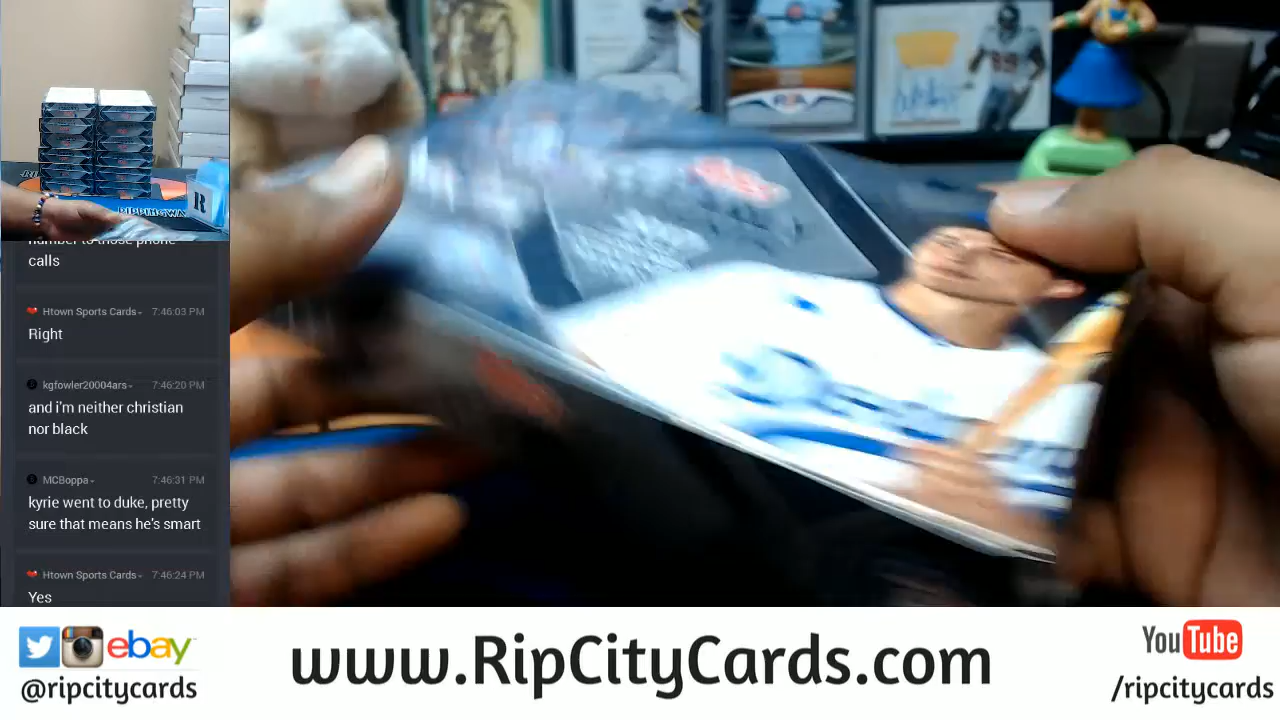 number to those phone
calls
Htown Sports Cards 7:46:03 PM
Right
kgfowler20004ars 7:46:20 PM
and i'm neither christian
nor black
MCBoppa 7:46:31 PM
kyrie went to duke, pretty
sure that means he's smart
Htown Sports Cards 7:46:24 PM
Yes
R
ebay
@ripcitycards
www.RipCityCards.com
YouTube
/ripcitycards